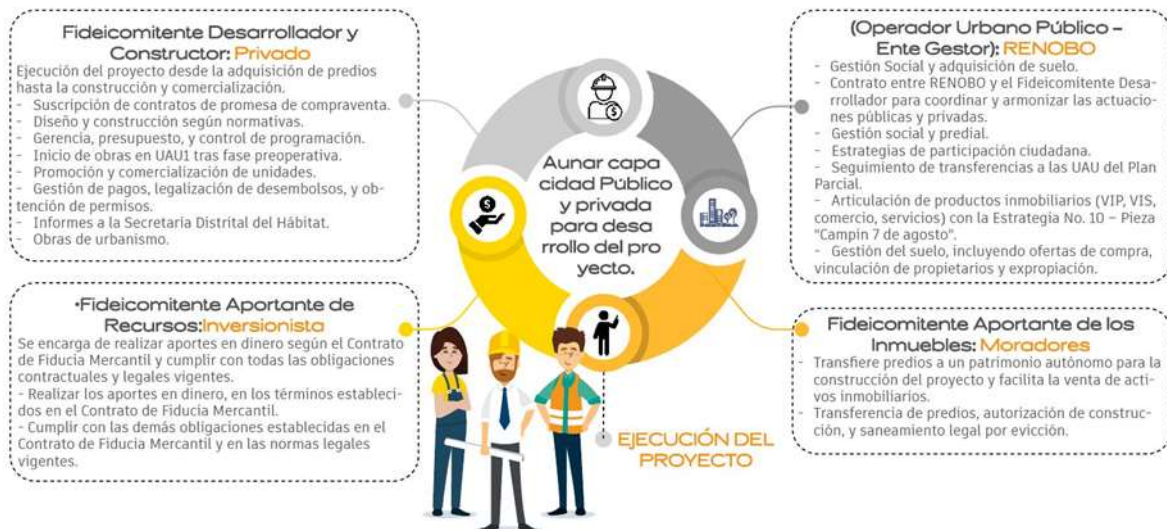 Fideicomitente Desarrollador y
Constructor: Privado
Ejecución del proyecto desde la adquisición de predios
hasta la construcción y comercialización.
- Suscripción de contratos de promesa de compraventa.
- Diseño y construcción según normativas.
- Gerencia, presupuesto, y control de programación.
- Inicio de obras en UAU1 tras fase preoperativa.
- Promoción y comercialización de unidades.
- Gestión de pagos, legalización de desembolsos, y ob-
tención de permisos.
- Informes a la Secretaría Distrital del Hábitat.
- Obras de urbanismo.
•Fideicomitente Aportante de
Recursos:Inversionista
Se encarga de realizar aportes en dinero según el Contrato
de Fiducia Mercantil y cumplir con todas las obligaciones
contractuales y legales vigentes.
- Realizar los aportes en dinero, en los términos estableci-
dos en el Contrato de Fiducia Mercantil.
- Cumplir con las demás obligaciones establecidas en el
Contrato de Fiducia Mercantil y en las normas legales
vigentes.
Aunar capa
cidad Público
y privada
para desa
rrollo del pro
yecto.
EJECUCIÓN DEL
PROYECTO
(Operador Urbano Público –
Ente Gestor): RENOBO
- Gestión Social y adquisición de suelo.
- Contrato entre RENOBO y el Fideicomitente Desa-
rrollador para coordinar y armonizar las actuacio-
nes públicas y privadas.
- Gestión social y predial.
- Estrategias de participación ciudadana.
- Seguimiento de transferencias a las UAU del Plan
Parcial.
- Articulación de productos inmobiliarios (VIP, VIS,
comercio, servicios) con la Estrategia No. 10 – Pieza
"Campin 7 de agosto".
- Gestión del suelo, incluyendo ofertas de compra,
vinculación de propietarios y expropiación.
Fideicomitente Aportante de los
Inmuebles: Moradores
- Transfiere predios a un patrimonio autónomo para la
construcción del proyecto y facilita la venta de acti-
vos inmobiliarios.
- Transferencia de predios, autorización de construc-
ción, y saneamiento legal por evicción.